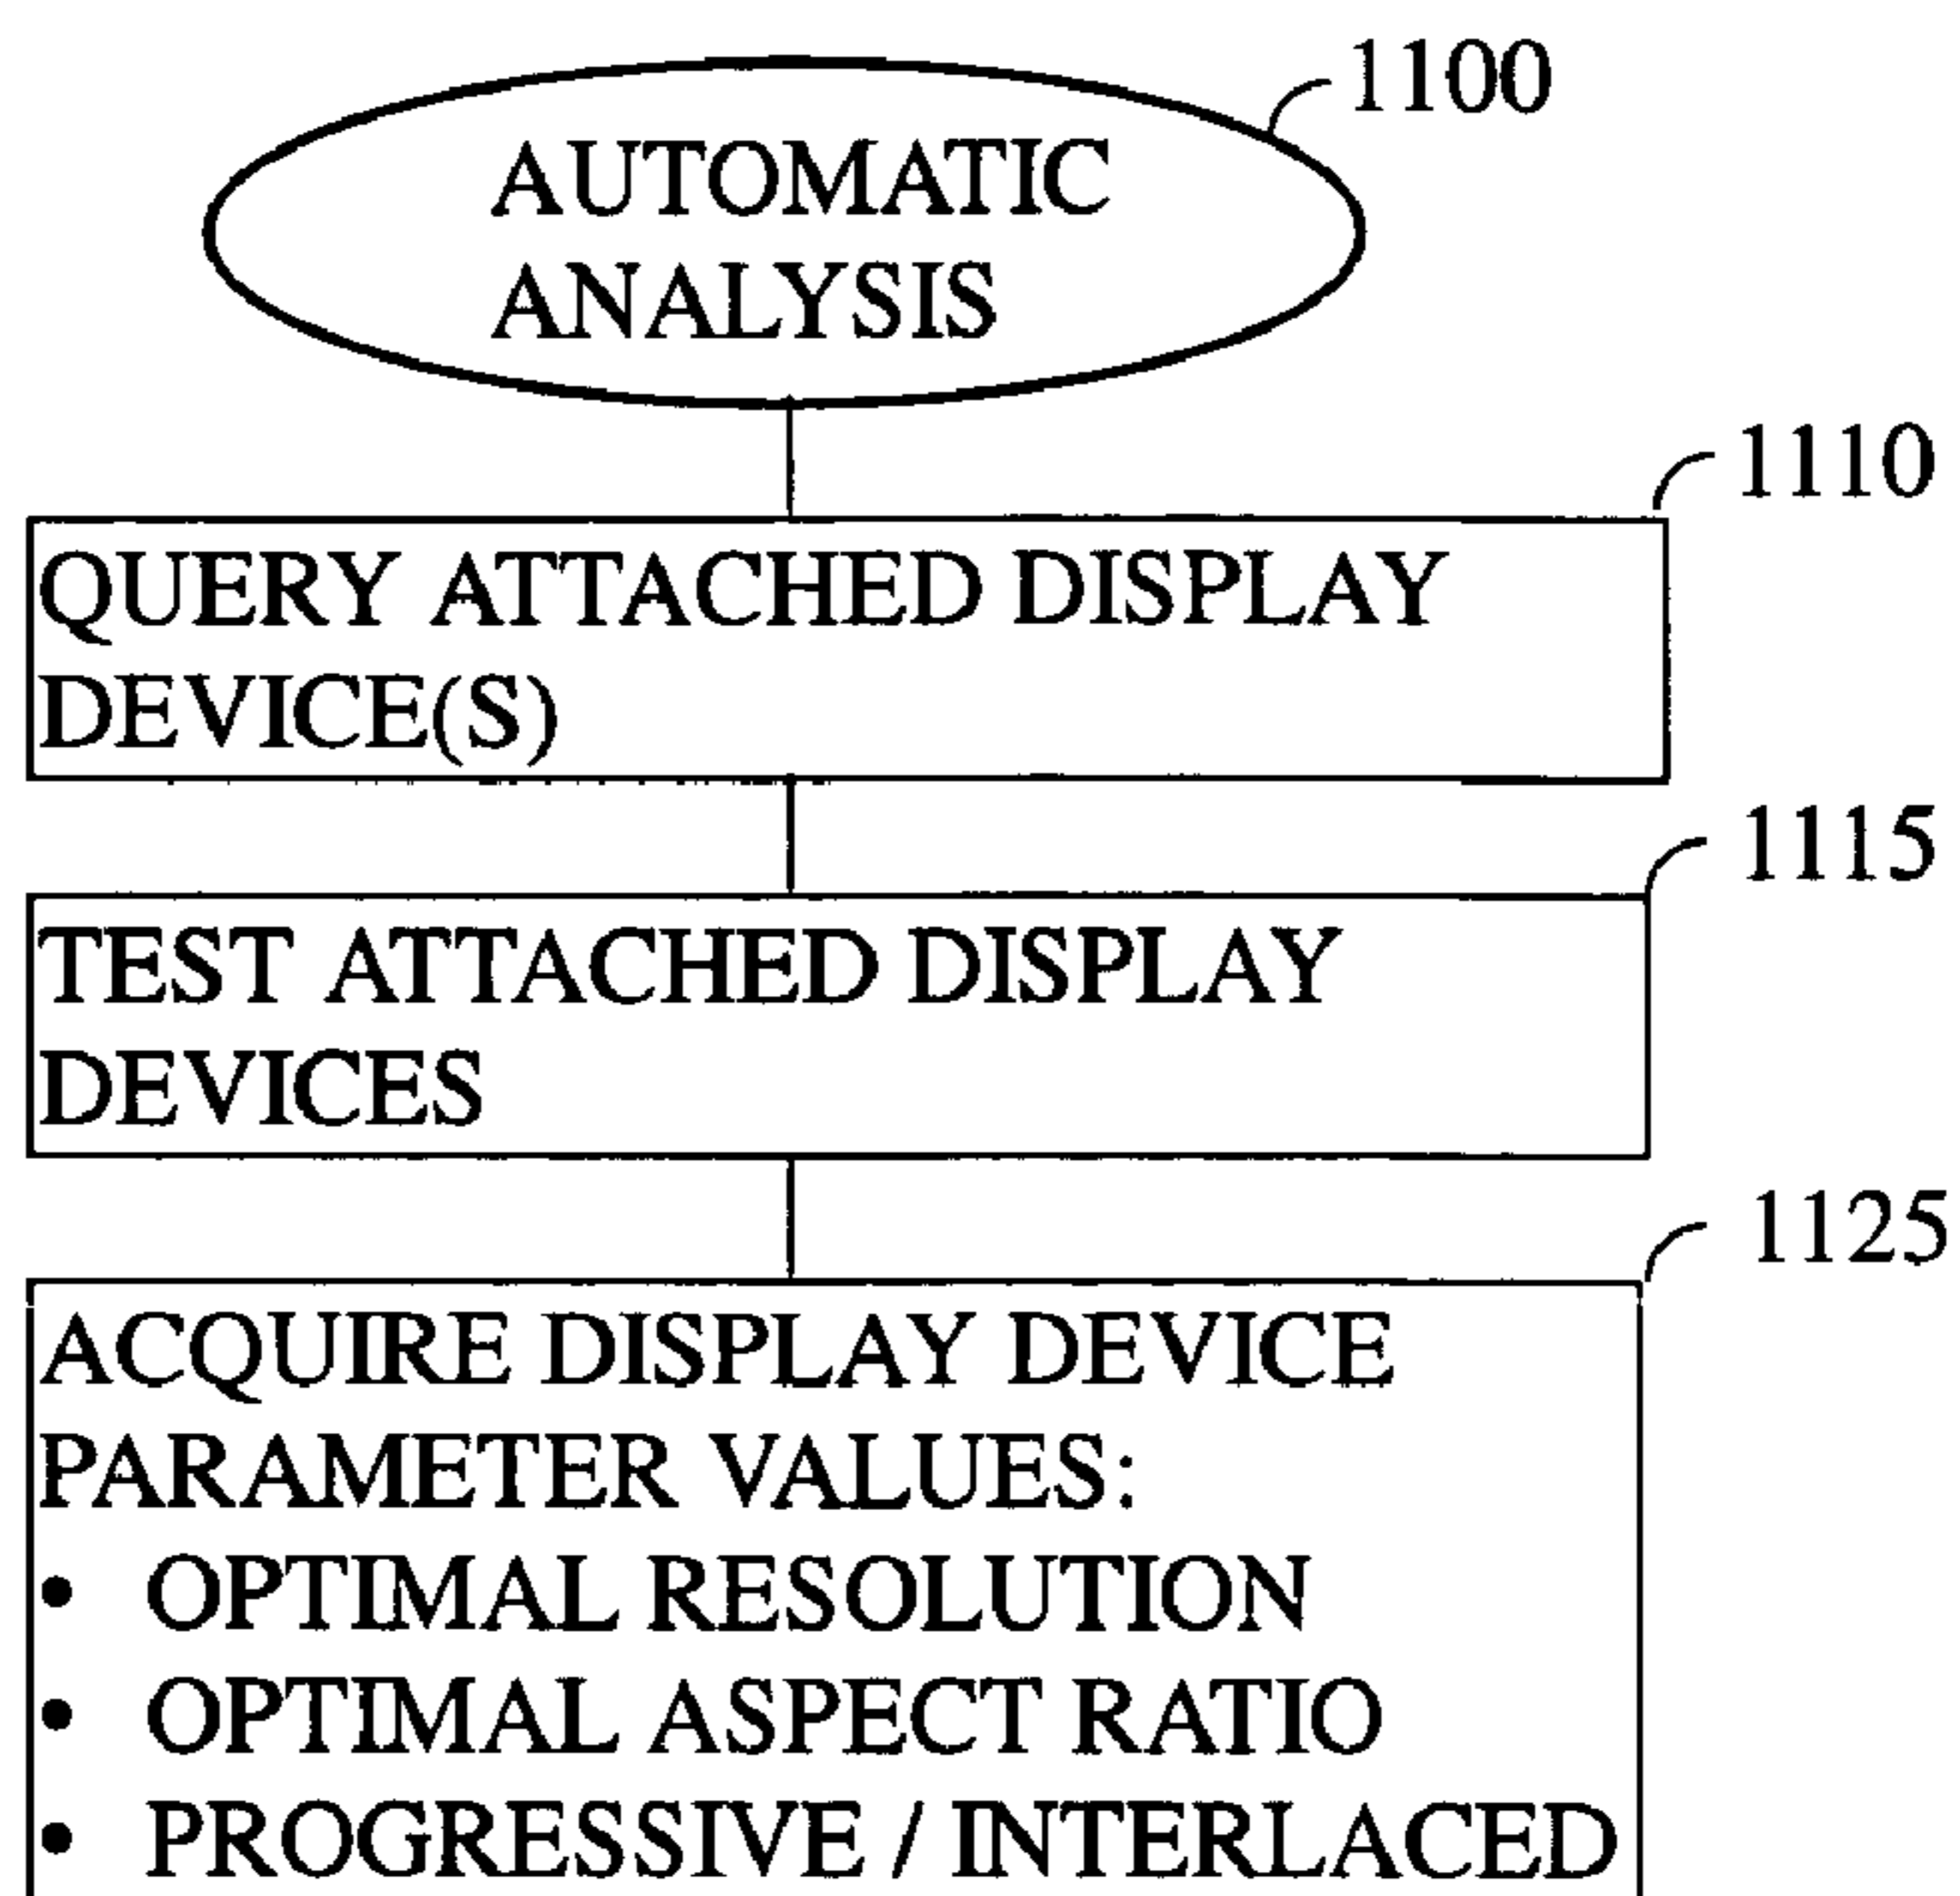 1100
AUTOMATIC
ANALYSIS
1110
QUERY ATTACHED DISPLAY
DEVICE(S)
1115
TEST ATTACHED DISPLAY
DEVICES
1125
ACQUIRE DISPLAY DEVICE
PARAMETER VALUES:
• OPTIMAL RESOLUTION
• OPTIMAL ASPECT RATIO
• PROGRESSIVE / INTERLACED